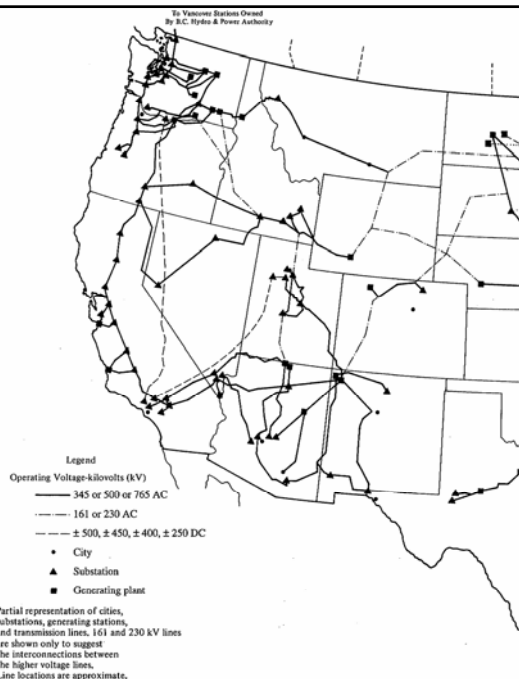 To Vancover Stations Owned
By B.C. Hydro & Power Authority
Legend
Operating Voltage-kilovolts (kV)
345 or 500 or 765 AC
161 or 230 AC
± 500, ± 450, ± 400, ± 250 DC
City
Substation
Generating plant
Partial representation of cities,
substations, generating stations,
and transmission lines, 161 and 230 kV lines
are shown only to suggest
the interconnections between
the higher voltage lines,
Line locations are approximate,